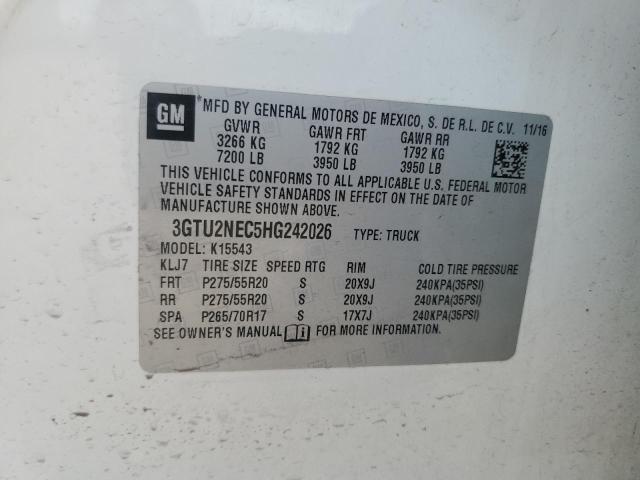 GM *MFD BY GENERAL MOTORS DE MEXICO, S. DE R.L. DE C.V. 11/16
GVWR GAWR FRT GAWR RR
3266 KG 1792 KG 1792 KG
7200 LB 3950 LB 3950 LB
THIS VEHICLE CONFORMS TO ALL APPLICABLE U.S. FEDERAL MOTOR
VEHICLE SAFETY STANDARDS IN EFFECT ON THE DATE OF
MANUFACTURE SHOWN ABOVE.
3GTU2NEC5HG242026 TYPE: TRUCK
MODEL: K15543
KLJ7 TIRE SIZE SPEED RTG RIM COLD TIRE PRESSURE
FRT P275/55R20 S 20X9J 240KPA(35PSI)
RR P275/55R20 S 20X9J 240KPA(35PSI)
SPA P265/70R17 S 17X7J 240KPA(35PSI)
SEE OWNER'S MANUAL FOR MORE INFORMATION.